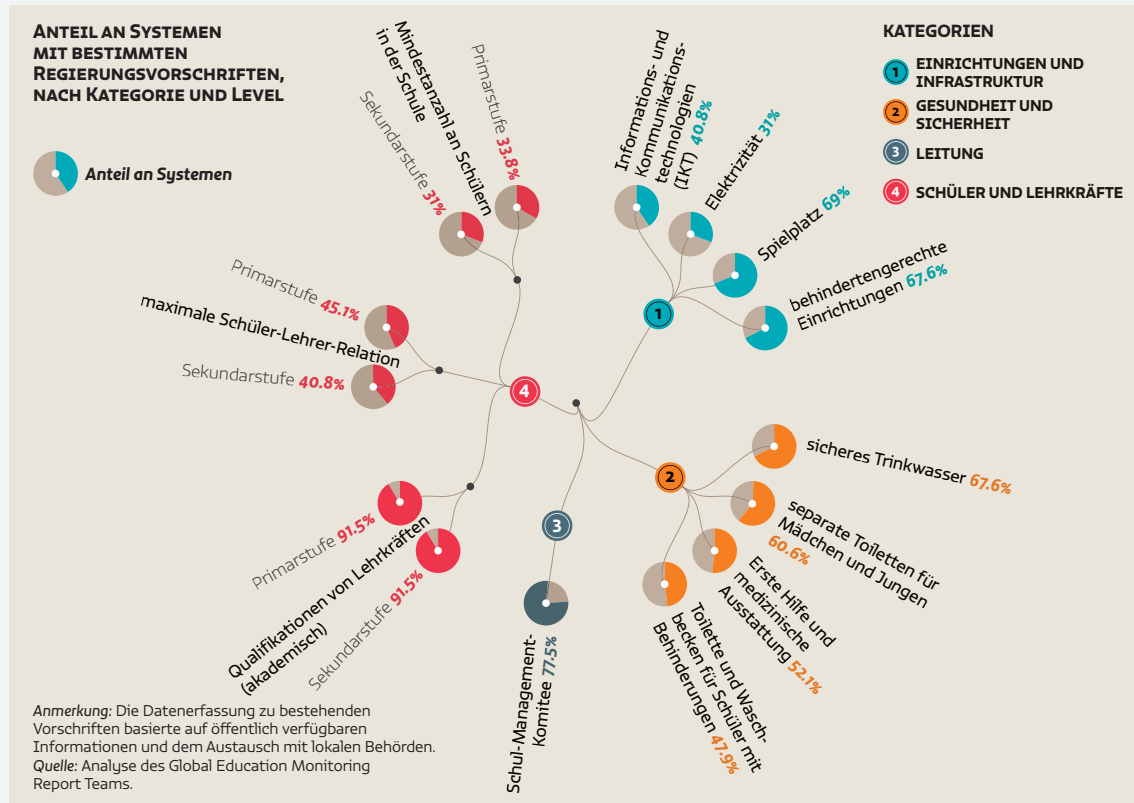 ANTEIL AN SYSTEMEN
MIT BESTIMMTEN
REGIERUNGSVORSCHRIFTEN,
NACH KATEGORIE UND LEVEL
Anteil an Systemen
KATEGORIEN
1 EINRICHTUNGEN UND
INFRASTRUKTUR
2 GESUNDHEIT UND
SICHERHEIT
3 LEITUNG
4 SCHÜLER UND LEHRKRÄFTE
Mindestanzahl an Schülern
in der Schule
Primarstufe 33.8%
Sekundarstufe 31%
Primarstufe 45.1%
maximale Schüler-Lehrer-Relation
Sekundarstufe 40.8%
Primarstufe 91.5%
Qualifikationen von Lehrkräften
(akademisch)
Sekundarstufe 91.5%
4
1
Informations- und
Kommunikations-
technologien
(IKT) 40.8%
Elektrizität 31%
Spielplatz 69%
behindertengerechte
Einrichtungen 67.6%
2
sicheres Trinkwasser 67.6%
separate Toiletten für
Mädchen und Jungen
60.6%
Erste Hilfe und
medizinische
Ausstattung 52.1%
Toilette und Wasch-
becken für Schüler mit
Behinderungen 47.9%
3
Schul-Management-
Komitee 77.5%
Anmerkung: Die Datenerfassung zu bestehenden
Vorschriften basierte auf öffentlich verfügbaren
Informationen und dem Austausch mit lokalen Behörden.
Quelle: Analyse des Global Education Monitoring
Report Teams.